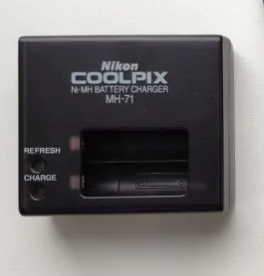 Nikon
COOLPIX
Ni-MH BATTERY CHARGER
MH-71
REFRESH
CHARGE